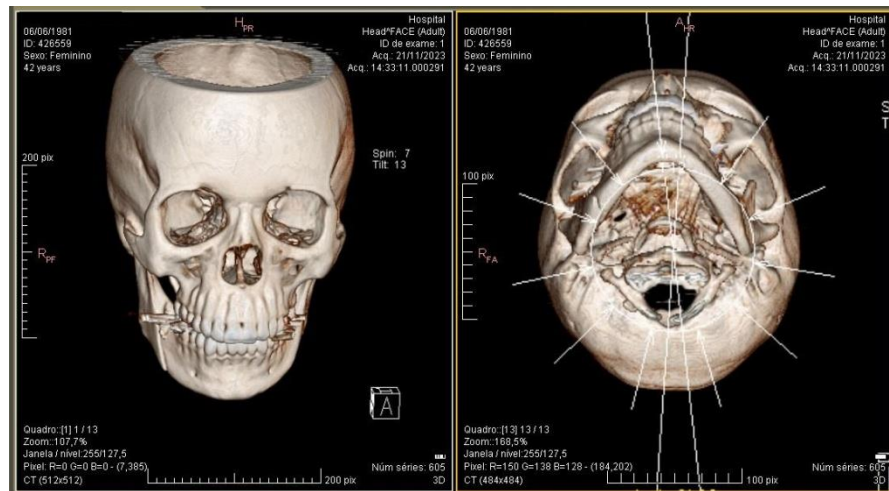 H
PR
06/06/1981
ID: 426559
Sexo: Feminino
42 years
Hospital
Head^FACE (Adult)
ID de exame: 1
Acq.: 21/11/2023
Acq.: 14:33:11.000291
200 pix
Spin: 7
Tilt: 13
R
PF
A
Quadro::[1] 1 / 13
Zoom::107,7%
Janela / nível:255/127,5
Pixel: R=0 G=0 B=0 - (7,385)
CT (512x512)
200 pix
Núm séries: 605
3D
A
HR
06/06/1981
ID: 426559
Sexo: Feminino
42 years
Hospital
Head^FACE (Adult)
ID de exame: 1
Acq.: 21/11/2023
Acq.: 14:33:11.000291
S
T
100 pix
R
FA
Quadro::[13] 13 / 13
Zoom::168,5%
Janela / nível:255/127,5
Pixel: R=150 G=138 B=128 - (184,202)
CT (484x484)
100 pix
Núm séries: 605
3D